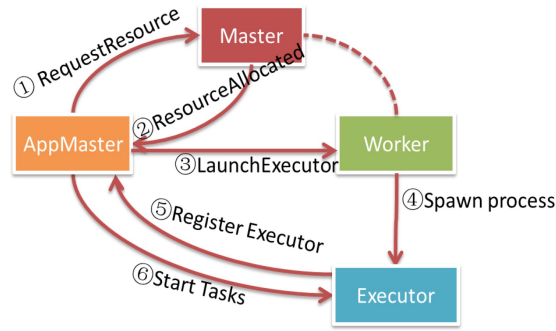 Master
① RequestResource
②ResourceAllocated
AppMaster
Worker
③LaunchExecutor
④Spawn process
⑤Register Executor
⑥Start Tasks
Executor